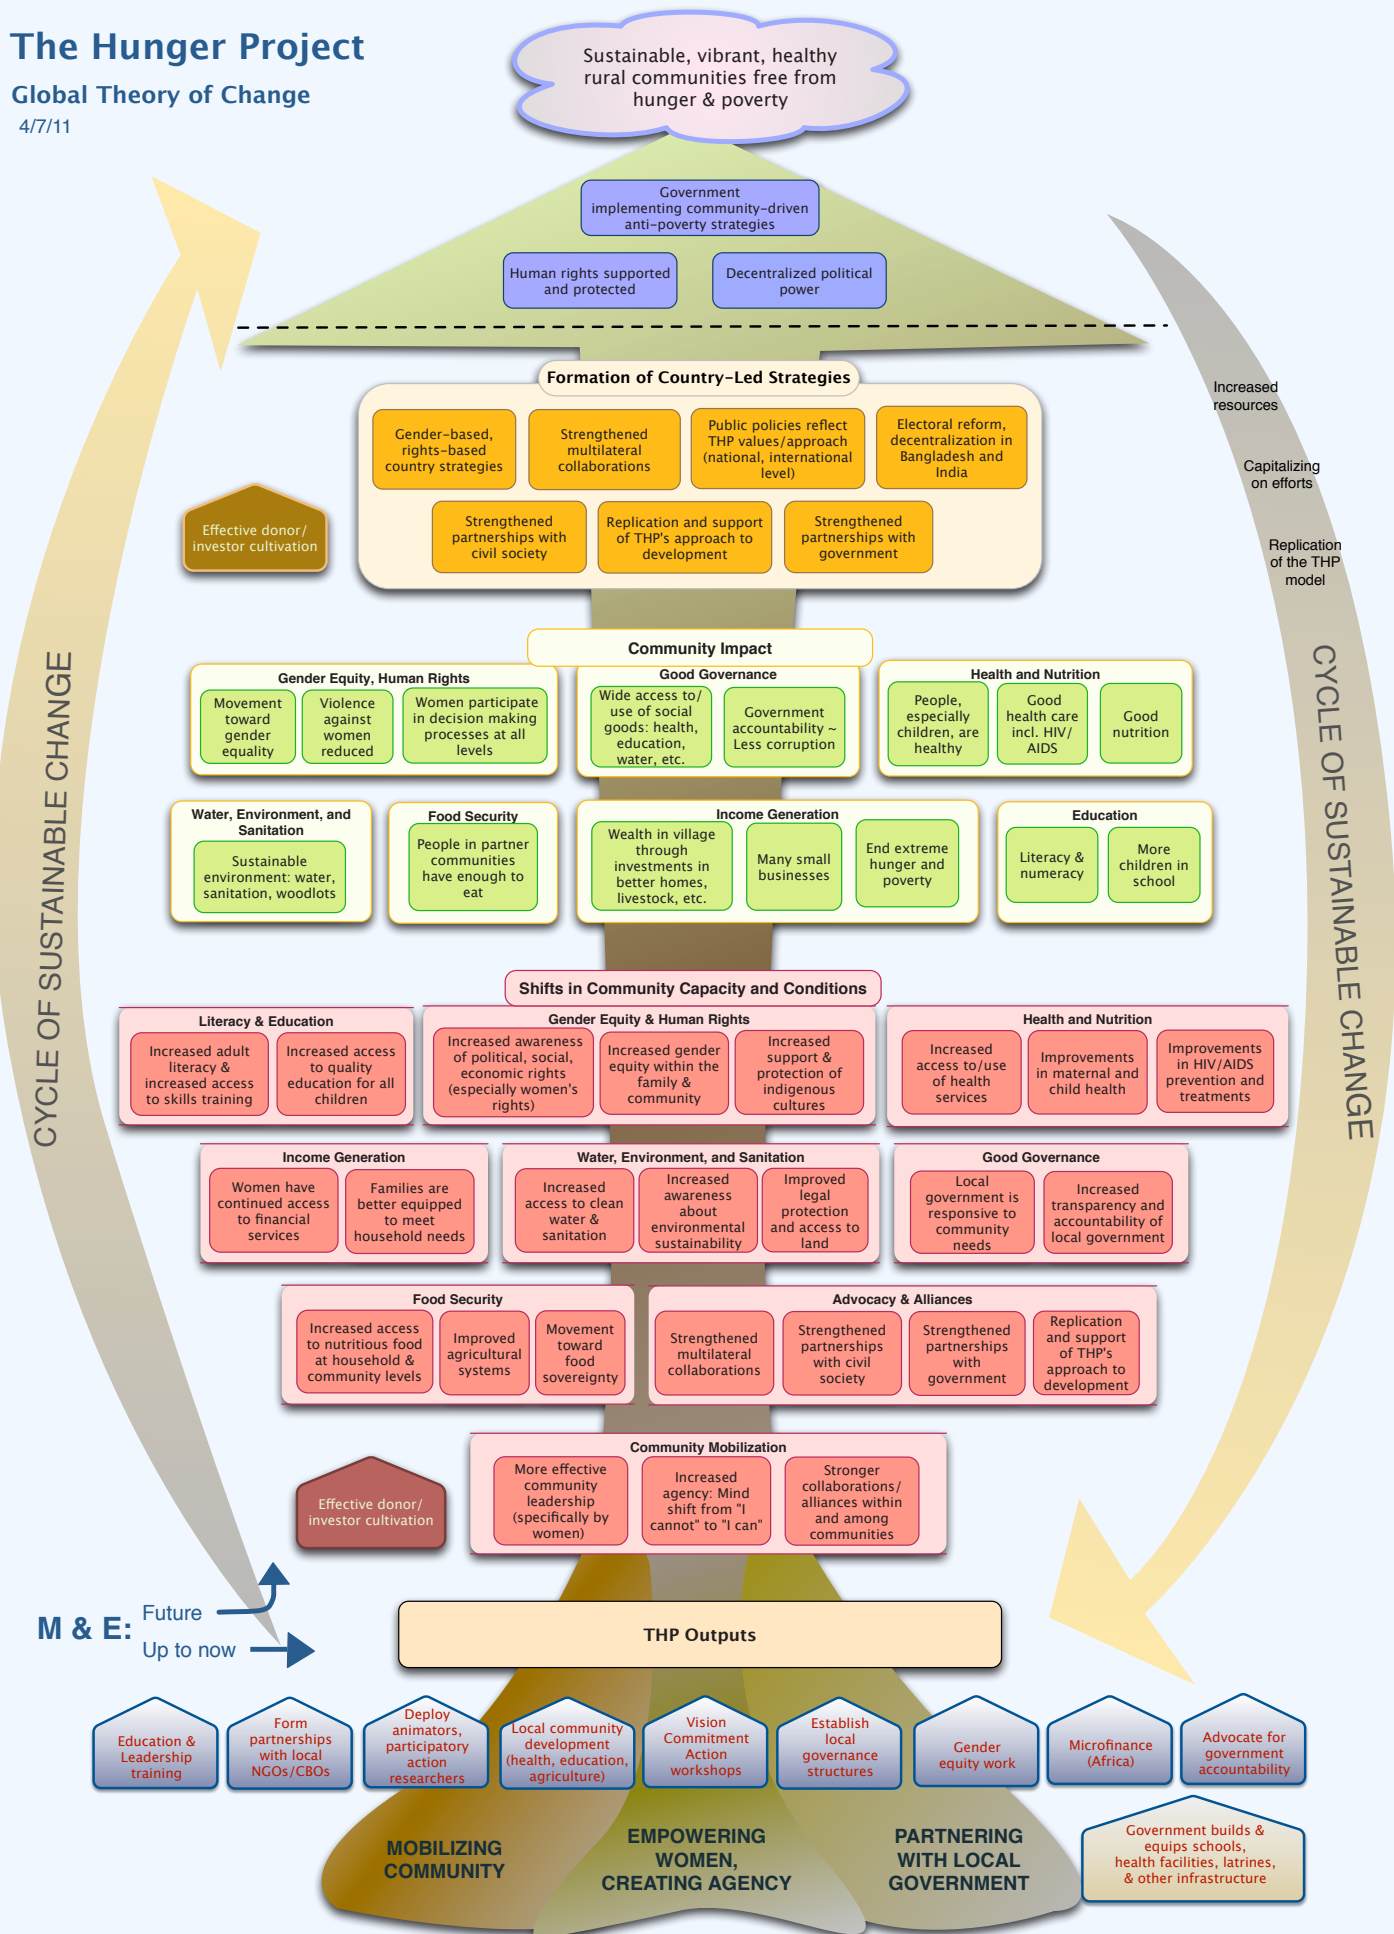 The Hunger Project
Global Theory of Change
4/7/11
Sustainable, vibrant, healthy
rural communities free from
hunger & poverty
Government
implementing community-driven
anti-poverty strategies
Human rights supported
and protected
Decentralized political
power
Increased
resources
Capitalizing
on efforts
Replication
of the THP
model
CYCLE OF SUSTAINABLE CHANGE
CYCLE OF SUSTAINABLE CHANGE
Formation of Country-Led Strategies
Gender-based,
rights-based
country strategies
Strengthened
multilateral
collaborations
Public policies reflect
THP values/approach
(national, international
level)
Electoral reform,
decentralization in
Bangladesh and
India
Strengthened
partnerships with
civil society
Replication and support
of THP's approach to
development
Strengthened
partnerships with
government
Effective donor/
investor cultivation
Community Impact
Gender Equity, Human Rights
Movement
toward
gender
equality
Violence
against
women
reduced
Women participate
in decision making
processes at all
levels
Good Governance
Wide access to/
use of social
goods: health,
education,
water, etc.
Government
accountability ~
Less corruption
Health and Nutrition
People,
especially
children, are
healthy
Good
health care
incl. HIV/
AIDS
Good
nutrition
Water, Environment, and
Sanitation
Sustainable
environment: water,
sanitation, woodlots
Food Security
People in partner
communities
have enough to
eat
Income Generation
Wealth in village
through
investments in
better homes,
livestock, etc.
Many small
businesses
End extreme
hunger and
poverty
Education
Literacy &
numeracy
More
children in
school
Shifts in Community Capacity and Conditions
Literacy & Education
Increased adult
literacy &
increased access
to skills training
Increased access
to quality
education for all
children
Gender Equity & Human Rights
Increased awareness
of political, social,
economic rights
(especially women's
rights)
Increased gender
equity within the
family &
community
Increased
support &
protection of
indigenous
cultures
Health and Nutrition
Increased
access to/use
of health
services
Improvements
in maternal and
child health
Improvements
in HIV/AIDS
prevention and
treatments
Income Generation
Women have
continued access
to financial
services
Families are
better equipped
to meet
household needs
Water, Environment, and Sanitation
Increased
access to clean
water &
sanitation
Increased
awareness
about
environmental
sustainability
Improved
legal
protection
and access to
land
Good Governance
Local
government is
responsive to
community
needs
Increased
transparency and
accountability of
local government
Food Security
Increased access
to nutritious food
at household &
community levels
Improved
agricultural
systems
Movement
toward
food
sovereignty
Advocacy & Alliances
Strengthened
multilateral
collaborations
Strengthened
partnerships
with civil
society
Strengthened
partnerships
with
government
Replication
and support
of THP's
approach to
development
Community Mobilization
More effective
community
leadership
(specifically by
women)
Increased
agency: Mind
shift from "I
cannot" to "I can"
Stronger
collaborations/
alliances within
and among
communities
Effective donor/
investor cultivation
M & E:
Future
Up to now
THP Outputs
Education &
Leadership
training
Form
partnerships
with local
NGOs/CBOs
Deploy
animators,
participatory
action
researchers
Local community
development
(health, education,
agriculture)
Vision
Commitment
Action
workshops
Establish
local
governance
structures
Gender
equity work
Microfinance
(Africa)
Advocate for
government
accountability
Government builds &
equips schools,
health facilities, latrines,
& other infrastructure
MOBILIZING
COMMUNITY
EMPOWERING
WOMEN,
CREATING AGENCY
PARTNERING
WITH LOCAL
GOVERNMENT